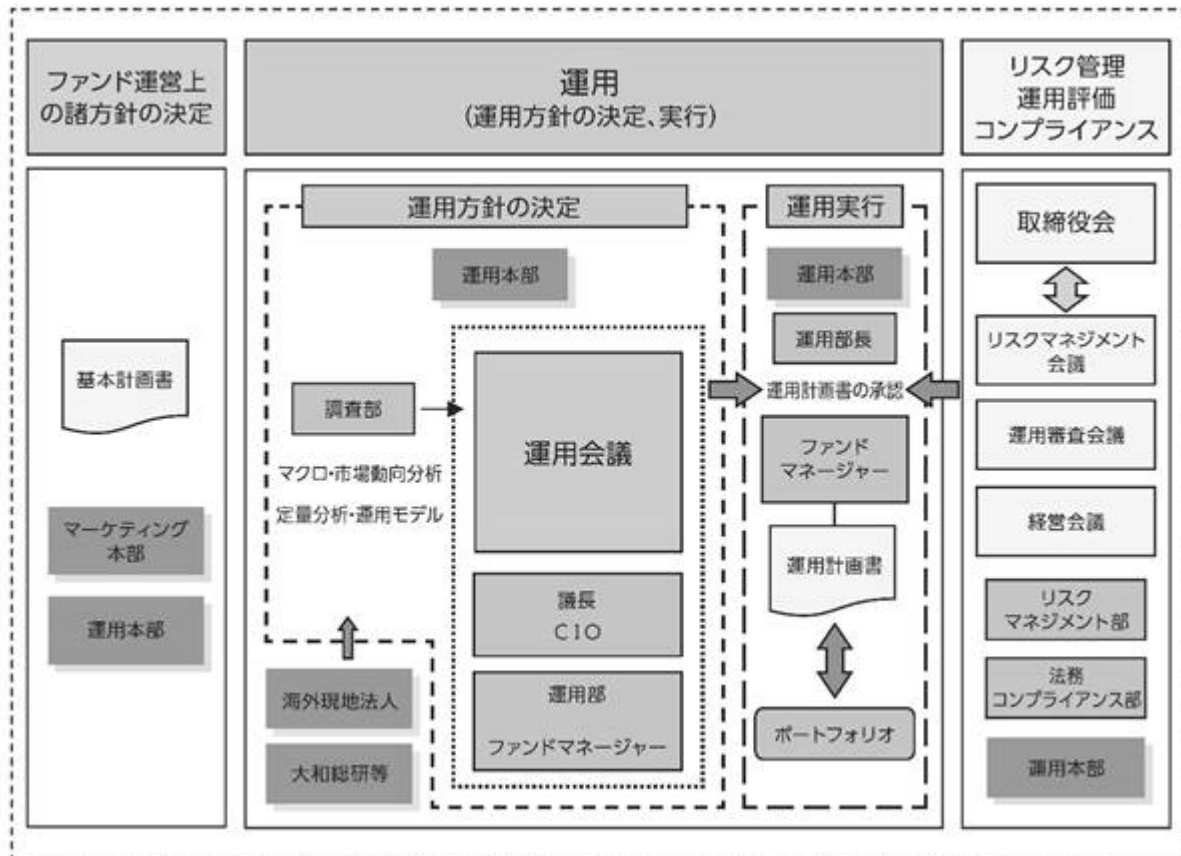 ファンド運営上
の諸方針の決定
運用
(運用方針の決定、実行)
リスク管理
運用評価
コンプライアンス
基本計画書
マーケティング
本部
運用本部
運用方針の決定
運用本部
調査部
マクロ・市場動向分析
定量分析・運用モデル
海外現地法人
大和総研等
運用会議
議長
CIO
運用部
ファンドマネージャー
運用実行
運用本部
運用部長
運用計画書の承認
ファンド
マネージャー
運用計画書
ポートフォリオ
取締役会
リスクマネジメント
会議
運用審査会議
経営会議
リスク
マネジメント部
法務
コンプライアンス部
運用本部